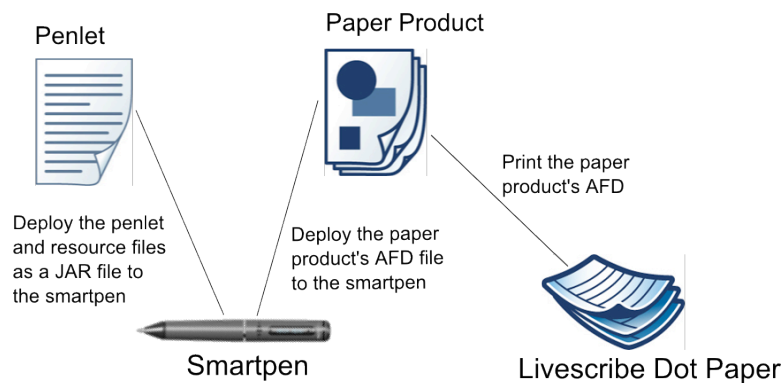 Penlet
Paper Product
Print the paper
product's AFD
Deploy the penlet
and resource files
as a JAR file to
the smartpen
Deploy the paper
product's AFD file
to the smartpen
Smartpen
Livescribe Dot Paper